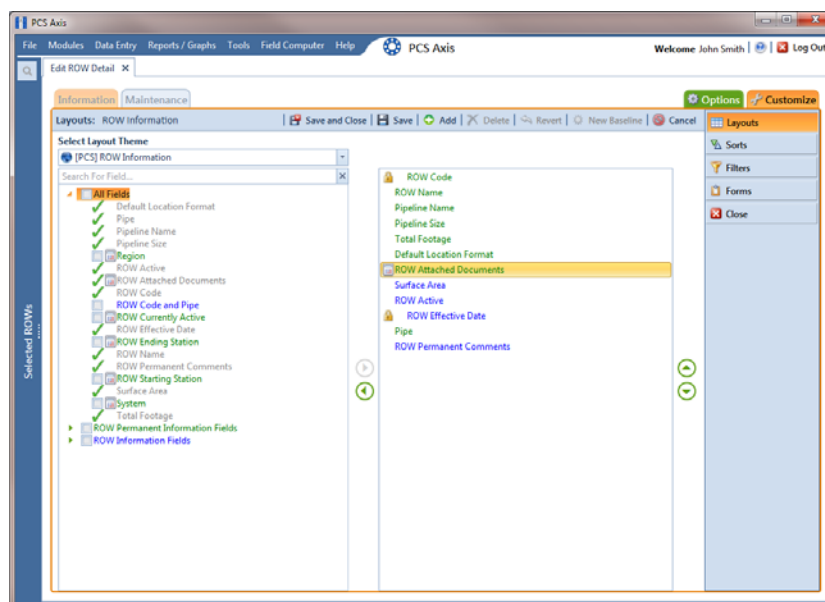 PCS Axis
File Modules Data Entry Reports / Graphs Tools Field Computer Help PCS Axis Welcome John Smith | | Log Out
Edit ROW Detail ×
Information Maintenance Options Customize
Layouts: ROW Information | Save and Close | Save | Add | Delete | Revert | New Baseline | Cancel
Select Layout Theme
[PCS] ROW Information
Search For Field...
All Fields
Default Location Format
Pipe
Pipeline Name
Pipeline Size
Region
ROW Active
ROW Attached Documents
ROW Code
ROW Code and Pipe
ROW Currently Active
ROW Effective Date
ROW Ending Station
ROW Name
ROW Permanent Comments
ROW Starting Station
Surface Area
System
Total Footage
ROW Permanent Information Fields
ROW Information Fields
ROW Code
ROW Name
Pipeline Name
Pipeline Size
Total Footage
Default Location Format
ROW Attached Documents
Surface Area
ROW Active
ROW Effective Date
Pipe
ROW Permanent Comments
Layouts
Sorts
Filters
Forms
Close
Selected ROWs